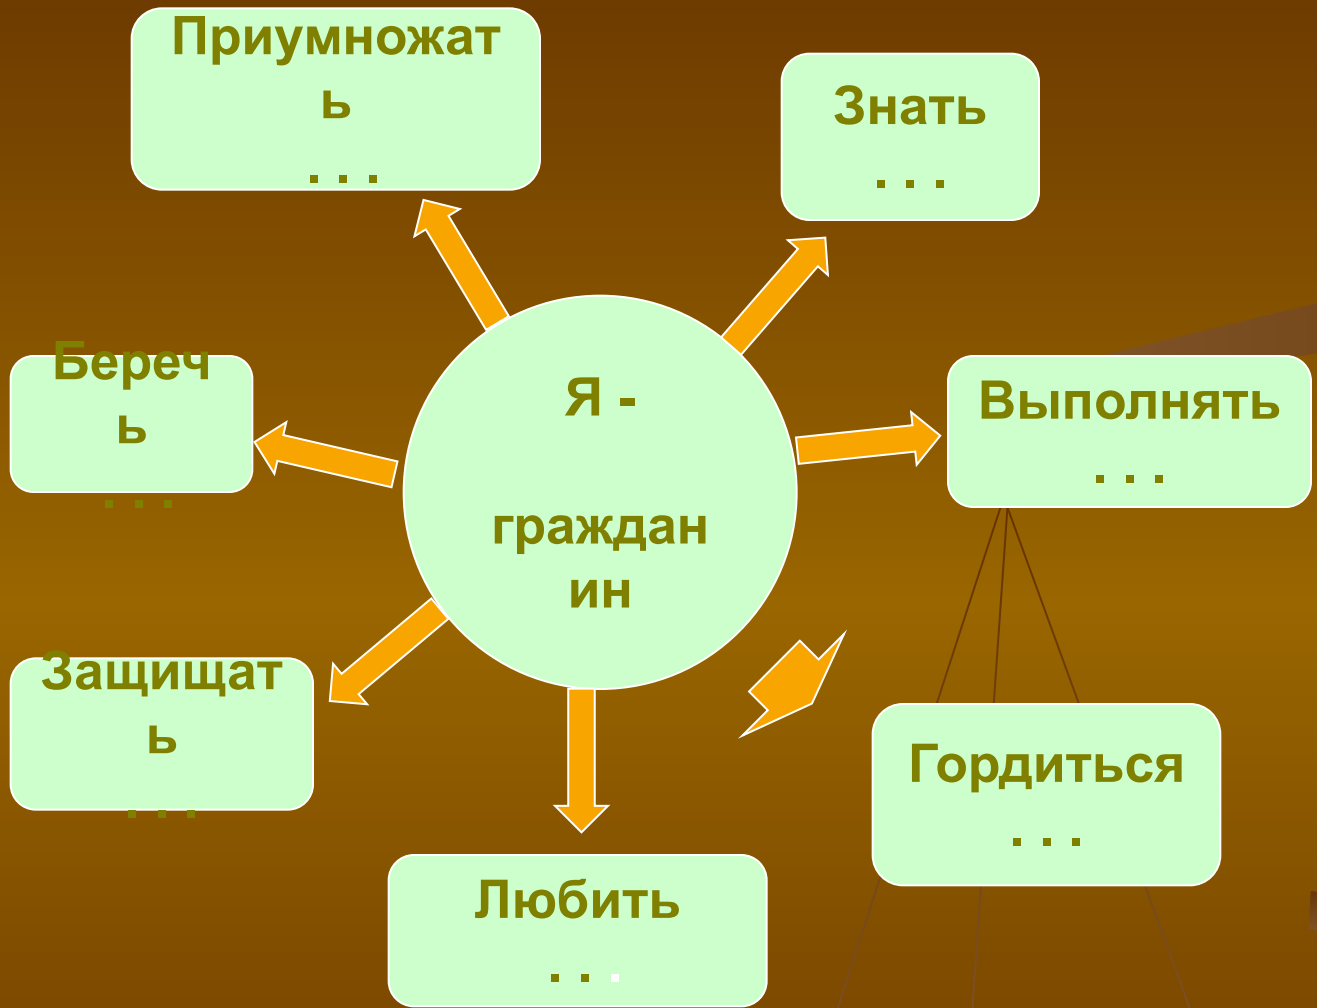 Приумножат
ь
. . .
Знать
. . .
Береч
ь
. . .
Я -
граждан
ин
Выполнять
. . .
Защищат
ь
. . .
Гордиться
. . .
Любить
. . .